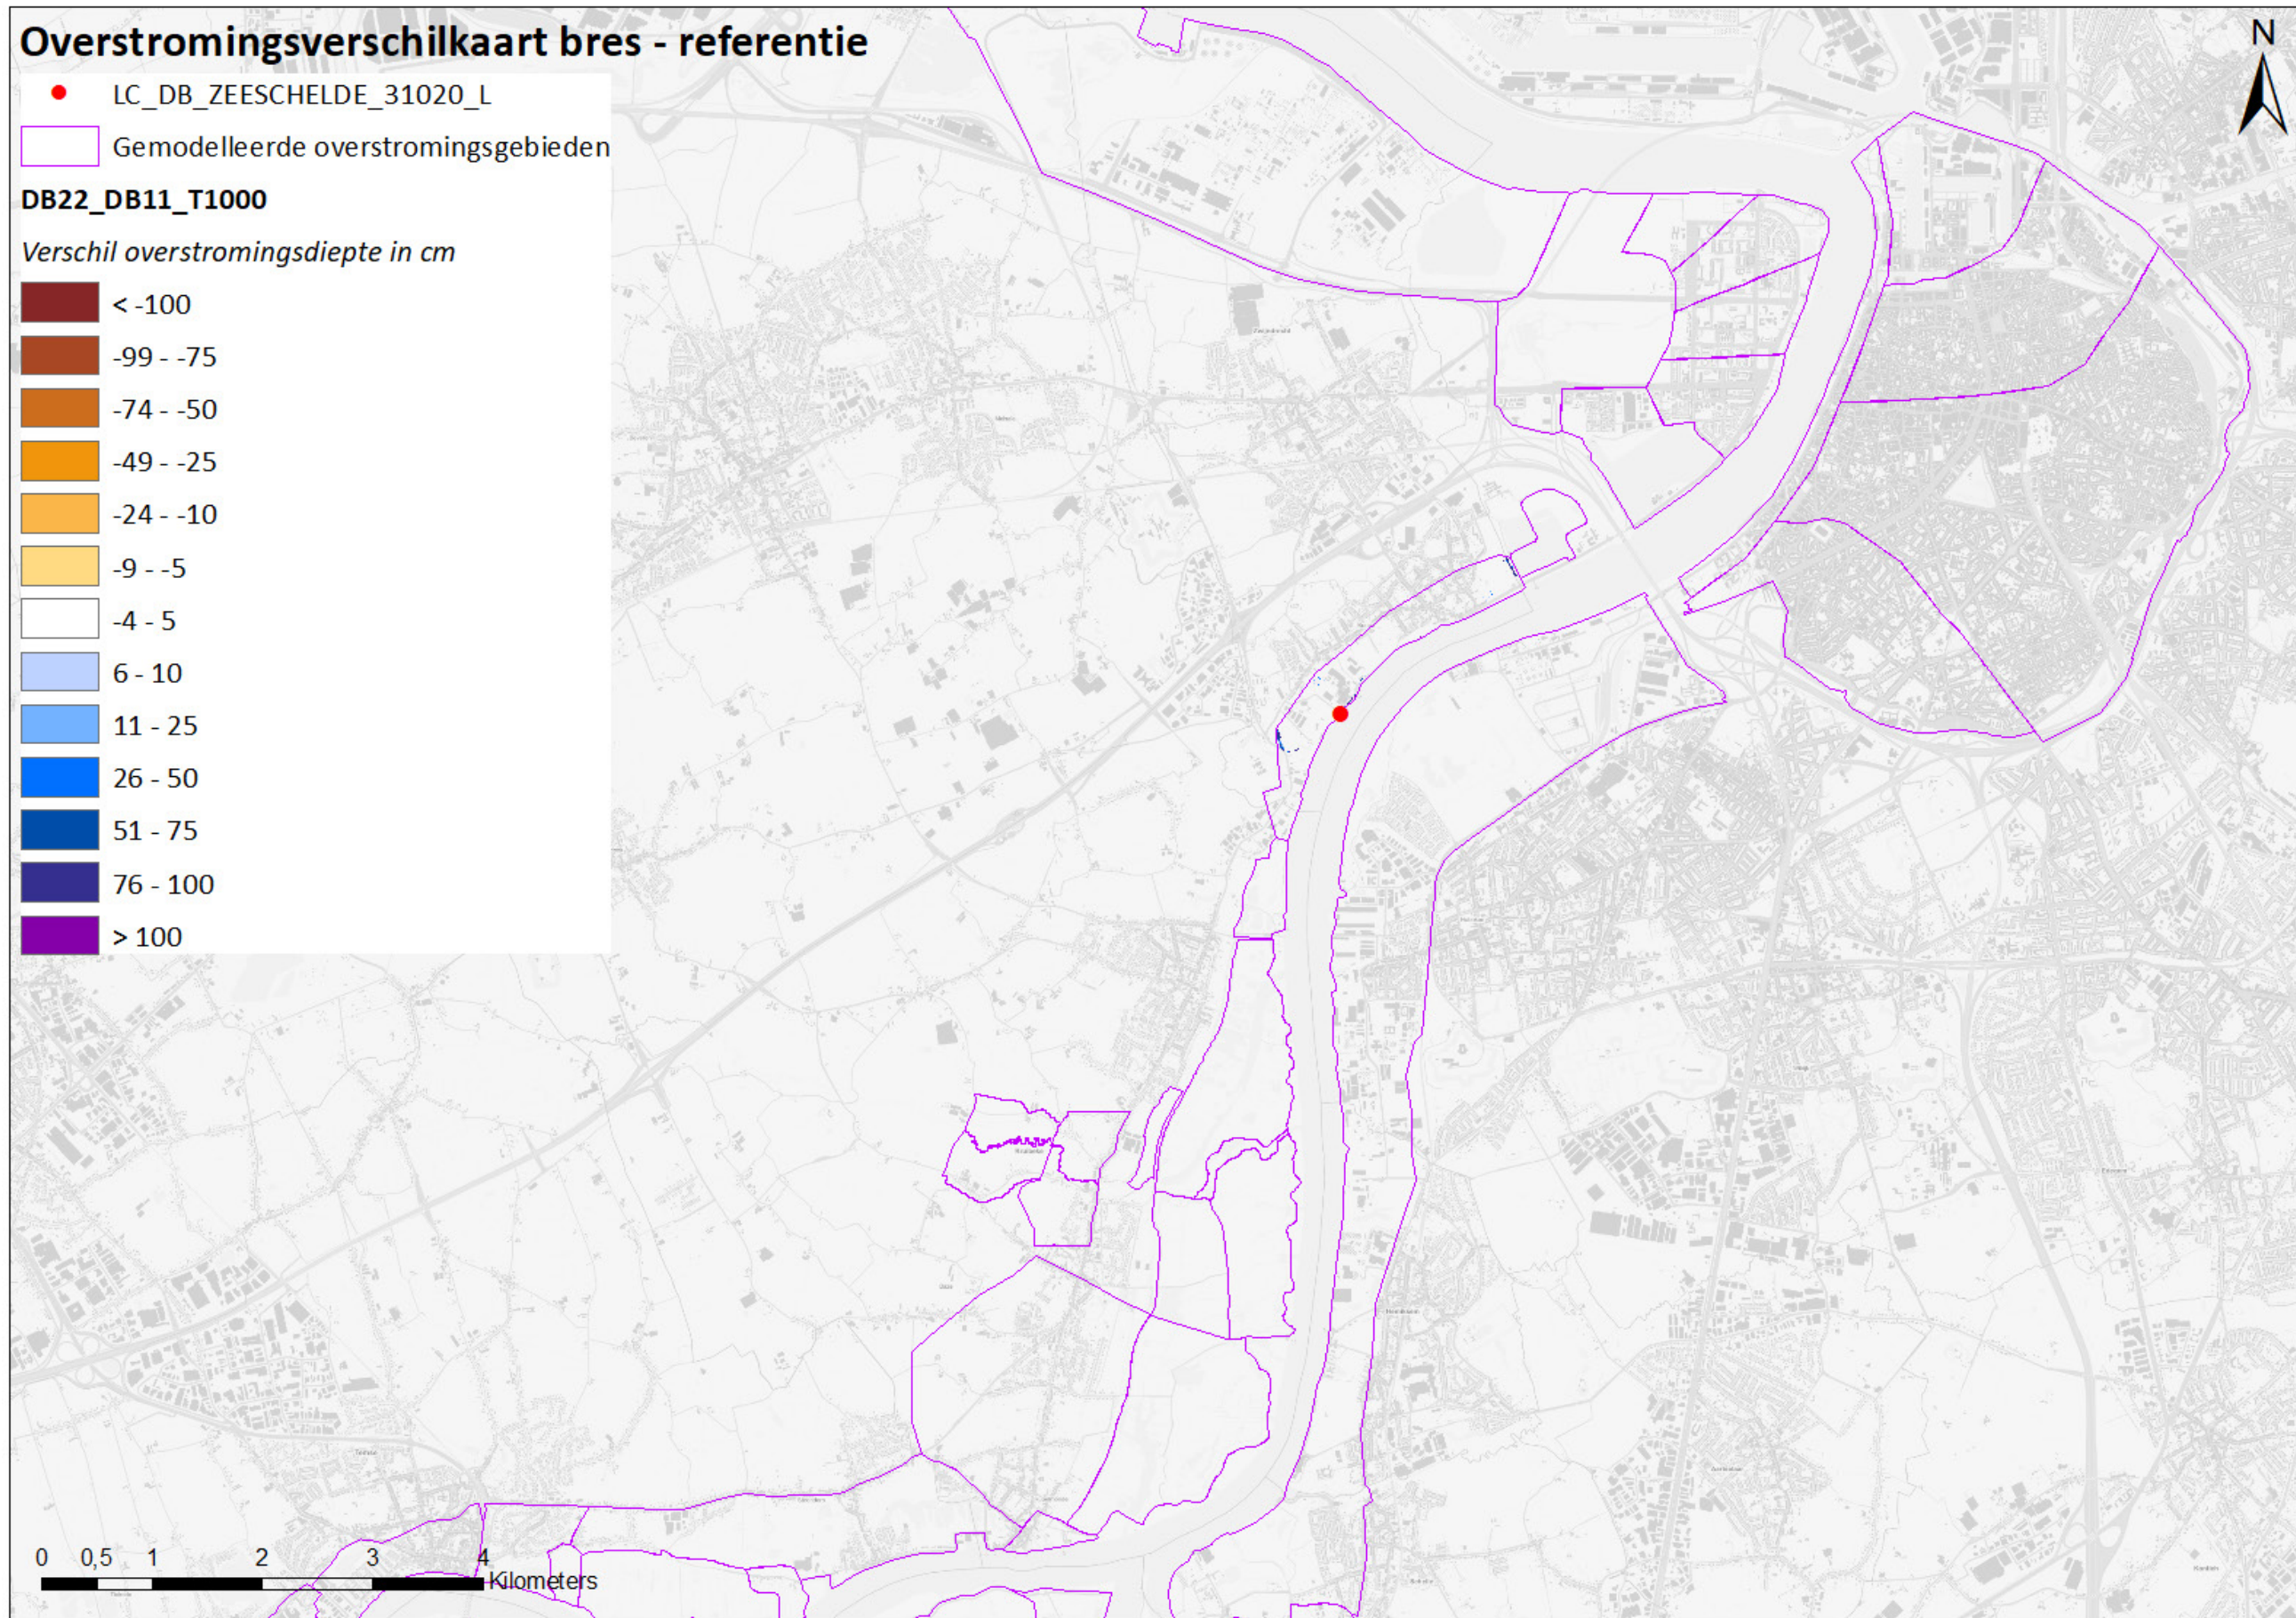 Overstromingsverschilkaart bres - referentie
N
LC_DB_ZEESCHELDE_31020_L
Gemodelleerde overstromingsgebieden
DB22_DB11_T1000
Verschil overstromingsdiepte in cm
< -100
-99 - -75
-74 - -50
-49 - -25
-24 - -10
-9 - -5
-4 - 5
6 - 10
11 - 25
26 - 50
51 - 75
76 - 100
> 100
0 0,5 1 2 3 4
Kilometers